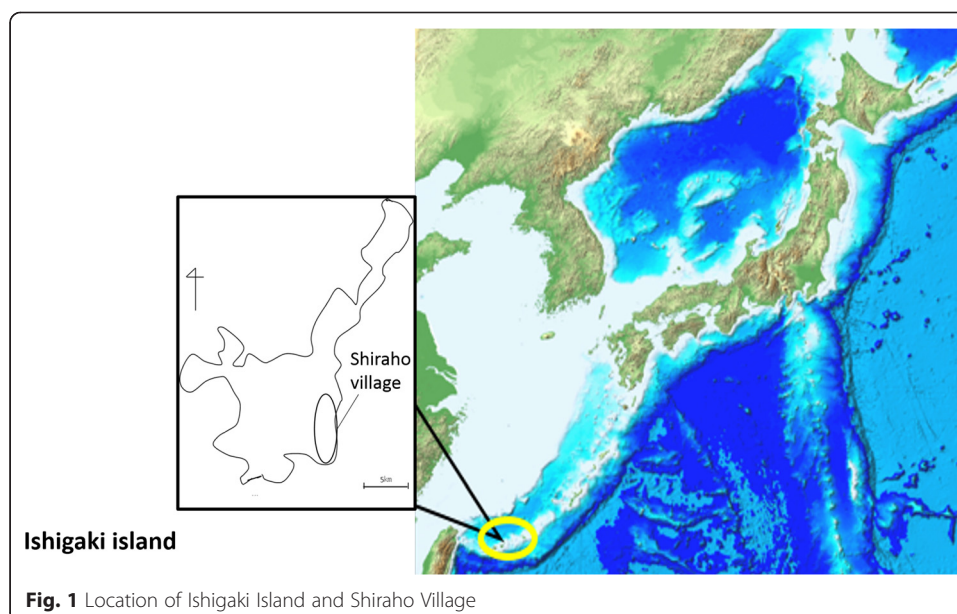 Shiraho
village
5km
Ishigaki island
Fig. 1 Location of Ishigaki Island and Shiraho Village